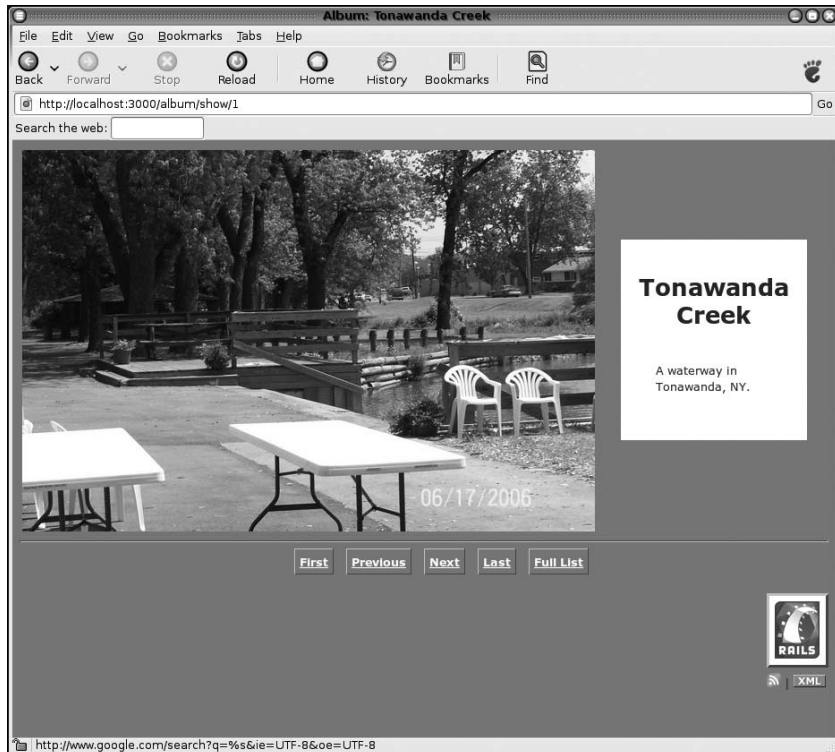 Album: Tonawanda Creek
File Edit View Go Bookmarks Tabs Help
Back Forward Stop Reload Home History Bookmarks Find
http://localhost:3000/album/show/1 Go
Search the web:
Tonawanda
Creek
A waterway in
Tonawanda, NY.
06/17/2006
First Previous Next Last Full List
RAILS
| XML
http://www.google.com/search?q=%s&ie=UTF-8&oe=UTF-8